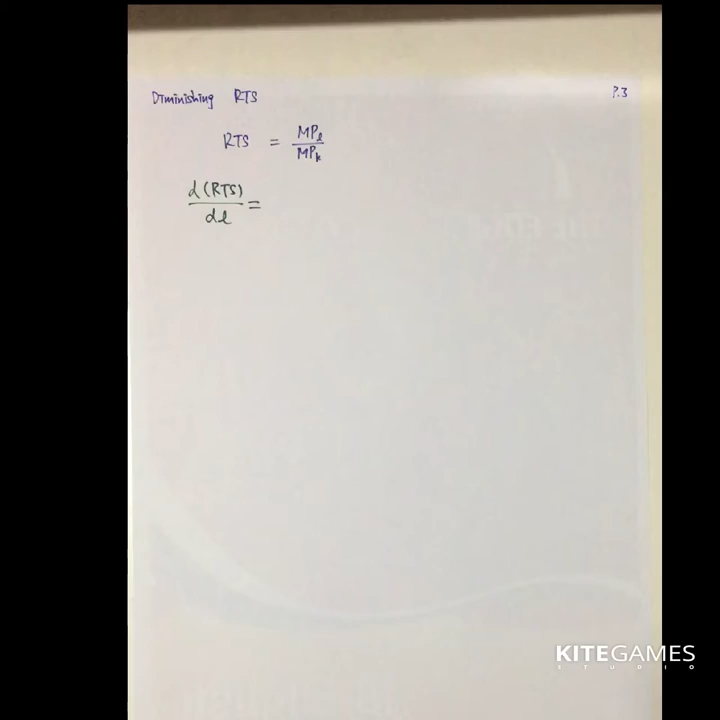 Diminishing RTS P.3
RTS = MPl / MPk
d(RTS) / dl =
KITEGAMES
STUDIO